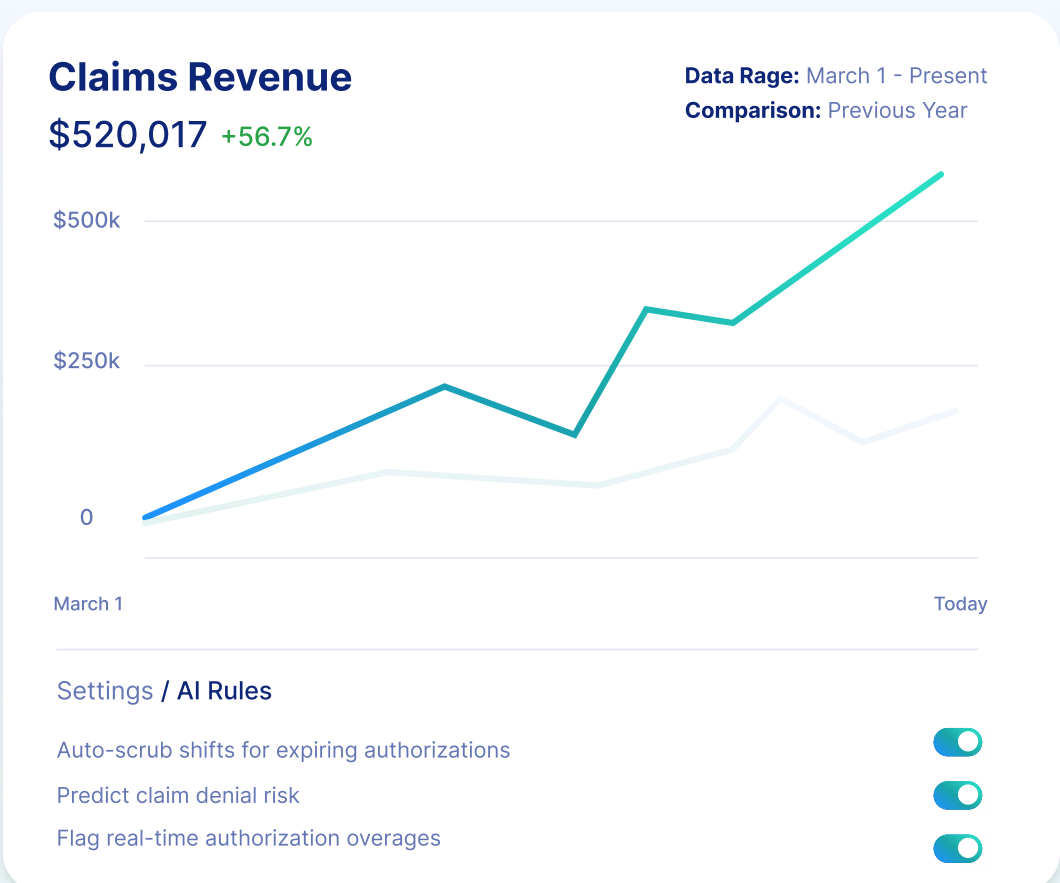 Claims Revenue
$520,017 +56.7%
Data Rage: March 1 - Present
Comparison: Previous Year
$500k
$250k
0
March 1
Today
Settings / AI Rules
Auto-scrub shifts for expiring authorizations
Predict claim denial risk
Flag real-time authorization overages